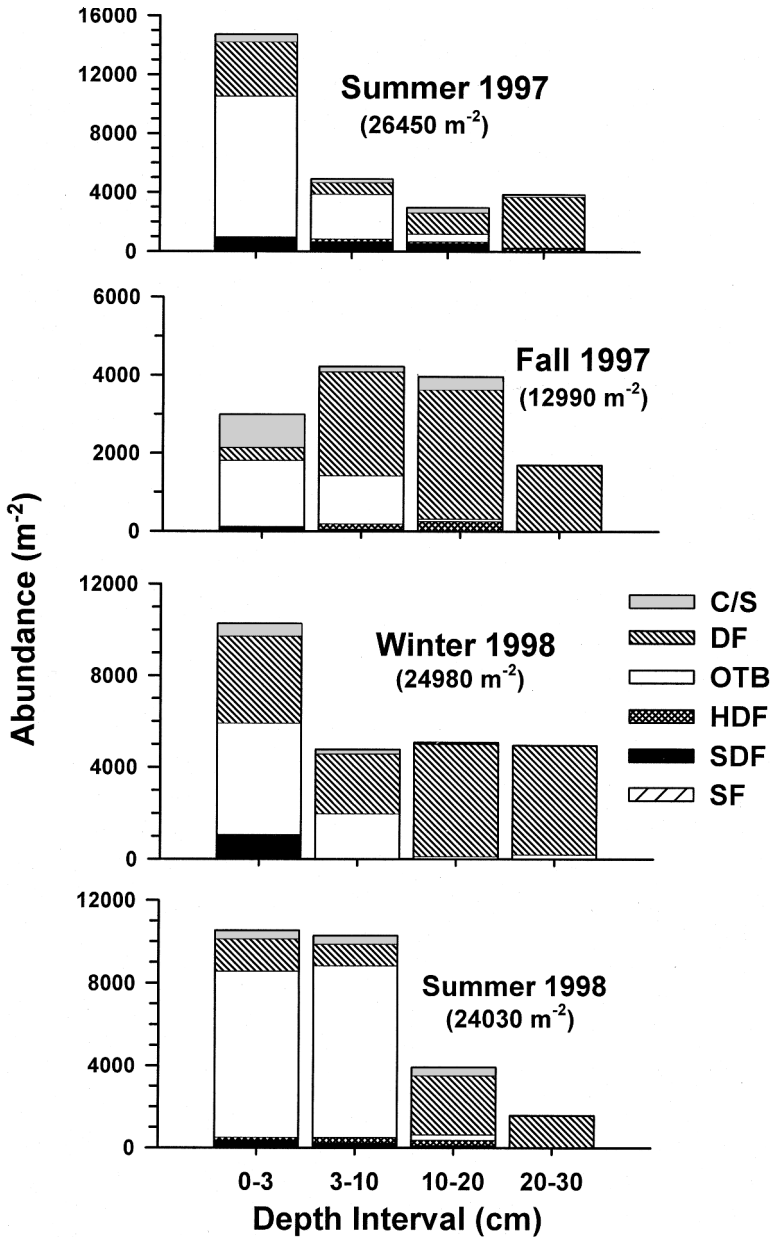 16000
12000
8000
4000
0
Summer 1997
(26450 m-2)
6000
4000
2000
0
Fall 1997
(12990 m-2)
Abundance (m-2)
12000
8000
4000
0
Winter 1998
(24980 m-2)
C/S
DF
OTB
HDF
SDF
SF
12000
8000
4000
0
Summer 1998
(24030 m-2)
0-3 3-10 10-20 20-30
Depth Interval (cm)